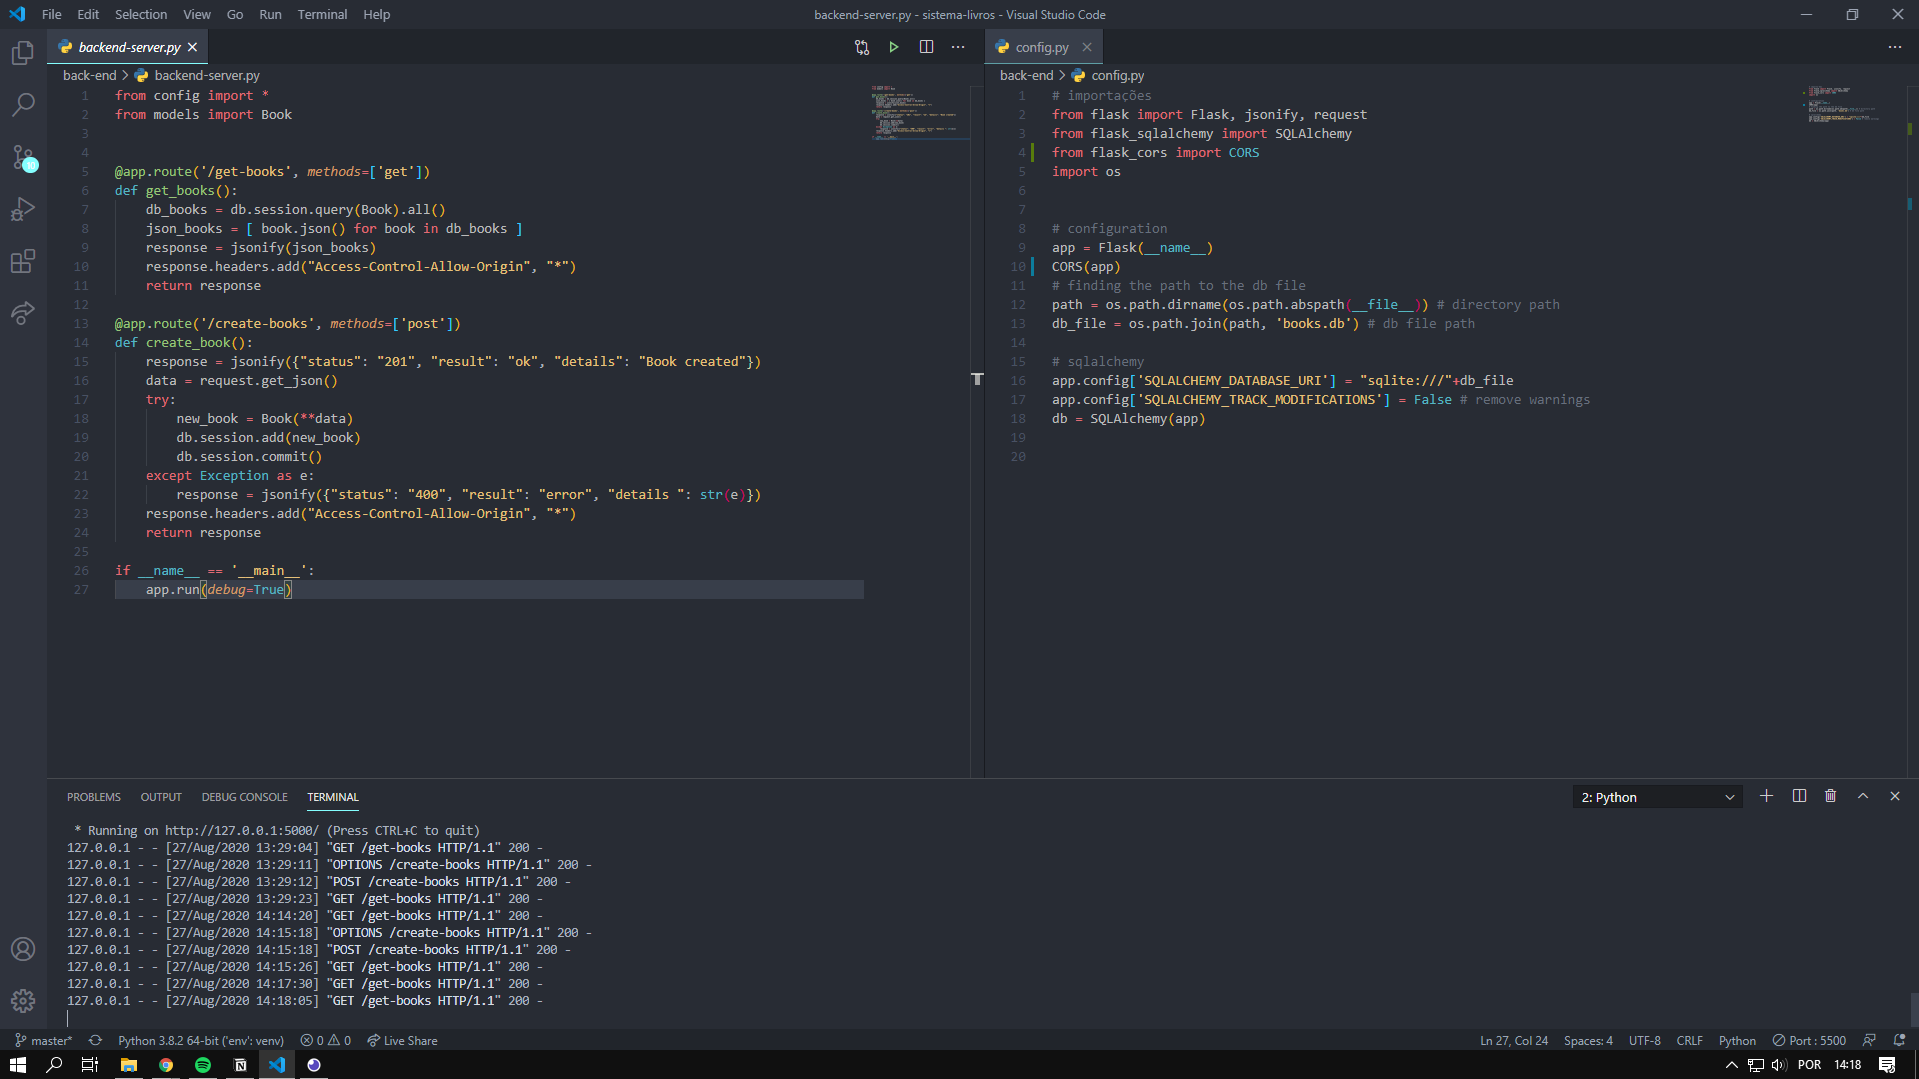 File Edit Selection View Go Run Terminal Help
backend-server.py - sistema-livros - Visual Studio Code
backend-server.py
back-end > backend-server.py
1 from config import *
2 from models import Book
3
4
5 @app.route('/get-books', methods=['get'])
6 def get_books():
7     db_books = db.session.query(Book).all()
8     json_books = [ book.json() for book in db_books ]
9     response = jsonify(json_books)
10     response.headers.add("Access-Control-Allow-Origin", "*")
11     return response
12
13 @app.route('/create-books', methods=['post'])
14 def create_book():
15     response = jsonify({"status": "201", "result": "ok", "details": "Book created"})
16     data = request.get_json()
17     try:
18         new_book = Book(**data)
19         db.session.add(new_book)
20         db.session.commit()
21     except Exception as e:
22         response = jsonify({"status": "400", "result": "error", "details ": str(e)})
23     response.headers.add("Access-Control-Allow-Origin", "*")
24     return response
25
26 if __name__ == '__main__':
27     app.run(debug=True)
config.py
back-end > config.py
1 # importações
2 from flask import Flask, jsonify, request
3 from flask_sqlalchemy import SQLAlchemy
4 from flask_cors import CORS
5 import os
6
7
8 # configuration
9 app = Flask(__name__)
10 CORS(app)
11 # finding the path to the db file
12 path = os.path.dirname(os.path.abspath(__file__)) # directory path
13 db_file = os.path.join(path, 'books.db') # db file path
14
15 # sqlalchemy
16 app.config['SQLALCHEMY_DATABASE_URI'] = "sqlite:///"+db_file
17 app.config['SQLALCHEMY_TRACK_MODIFICATIONS'] = False # remove warnings
18 db = SQLAlchemy(app)
19
20
PROBLEMS OUTPUT DEBUG CONSOLE TERMINAL
2: Python
 * Running on http://127.0.0.1:5000/ (Press CTRL+C to quit)
127.0.0.1 - - [27/Aug/2020 13:29:04] "GET /get-books HTTP/1.1" 200 -
127.0.0.1 - - [27/Aug/2020 13:29:11] "OPTIONS /create-books HTTP/1.1" 200 -
127.0.0.1 - - [27/Aug/2020 13:29:12] "POST /create-books HTTP/1.1" 200 -
127.0.0.1 - - [27/Aug/2020 13:29:23] "GET /get-books HTTP/1.1" 200 -
127.0.0.1 - - [27/Aug/2020 14:14:20] "GET /get-books HTTP/1.1" 200 -
127.0.0.1 - - [27/Aug/2020 14:15:18] "OPTIONS /create-books HTTP/1.1" 200 -
127.0.0.1 - - [27/Aug/2020 14:15:18] "POST /create-books HTTP/1.1" 200 -
127.0.0.1 - - [27/Aug/2020 14:15:26] "GET /get-books HTTP/1.1" 200 -
127.0.0.1 - - [27/Aug/2020 14:17:30] "GET /get-books HTTP/1.1" 200 -
127.0.0.1 - - [27/Aug/2020 14:18:05] "GET /get-books HTTP/1.1" 200 -
master* Python 3.8.2 64-bit ('env': venv) 0 0 Live Share
Ln 27, Col 24 Spaces: 4 UTF-8 CRLF Python Port : 5500
POR 14:18